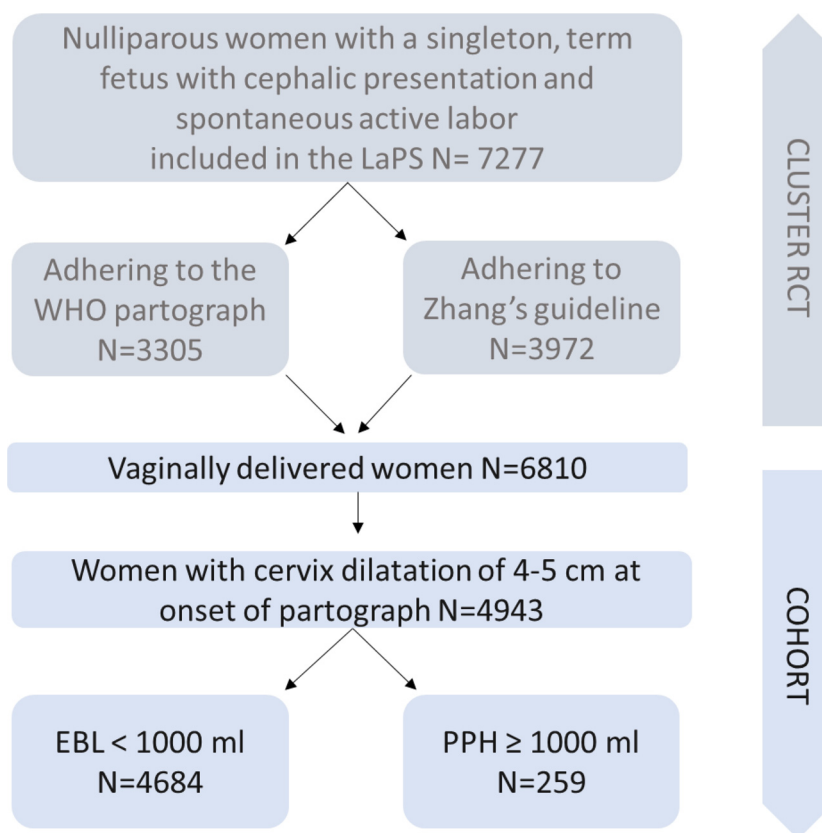 Nulliparous women with a singleton, term
fetus with cephalic presentation and
spontaneous active labor
included in the LaPS N= 7277
Adhering to the
WHO partograph
N=3305
Adhering to
Zhang’s guideline
N=3972
CLUSTER RCT
Vaginally delivered women N=6810
Women with cervix dilatation of 4-5 cm at
onset of partograph N=4943
EBL < 1000 ml
N=4684
PPH ≥ 1000 ml
N=259
COHORT